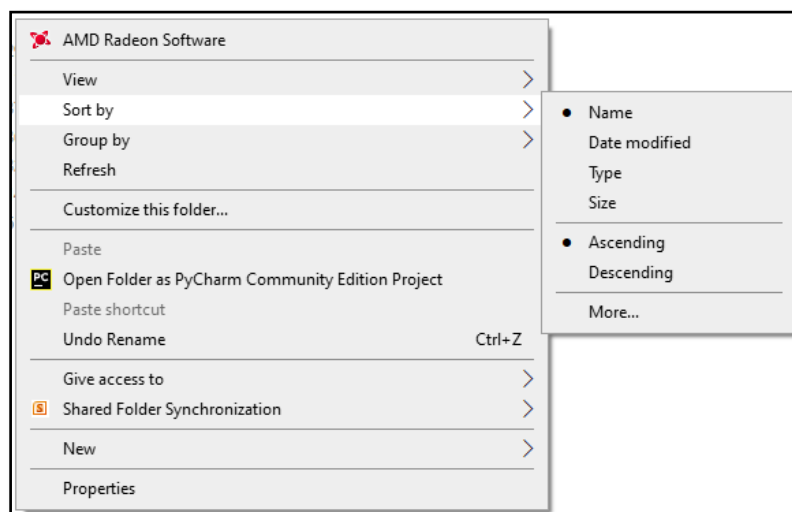 AMD Radeon Software
View
Sort by
Group by
Refresh
Customize this folder...
Paste
PC Open Folder as PyCharm Community Edition Project
Paste shortcut
Undo Rename Ctrl+Z
Give access to
S Shared Folder Synchronization
New
Properties
Name
Date modified
Type
Size
Ascending
Descending
More...